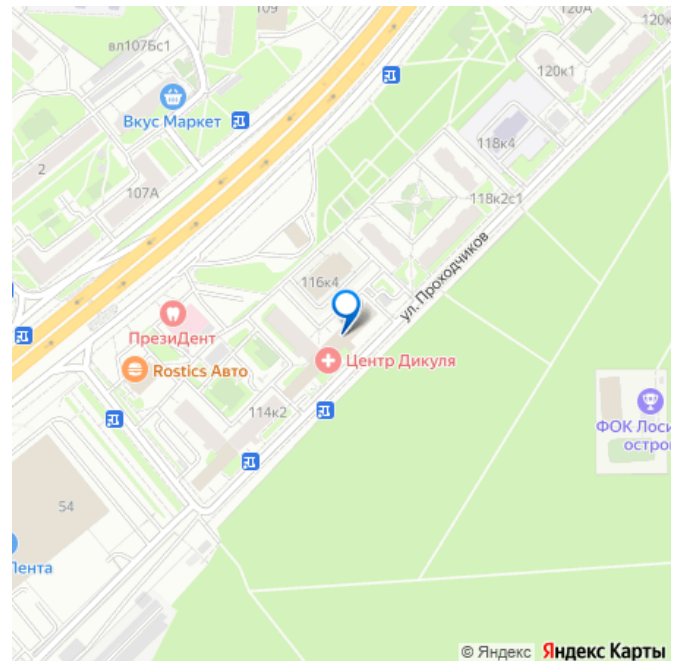 109
120А
120к
вл107Бс1
120к1
Вкус Маркет
118к4
2
107А
118к2с1
ул. Проходчиков
116к4
ПрезиДент
Центр Дикуля
Rostics Авто
114к2
ФОК Лоси
остро
54
Лента
© Яндекс Яндекс Карты